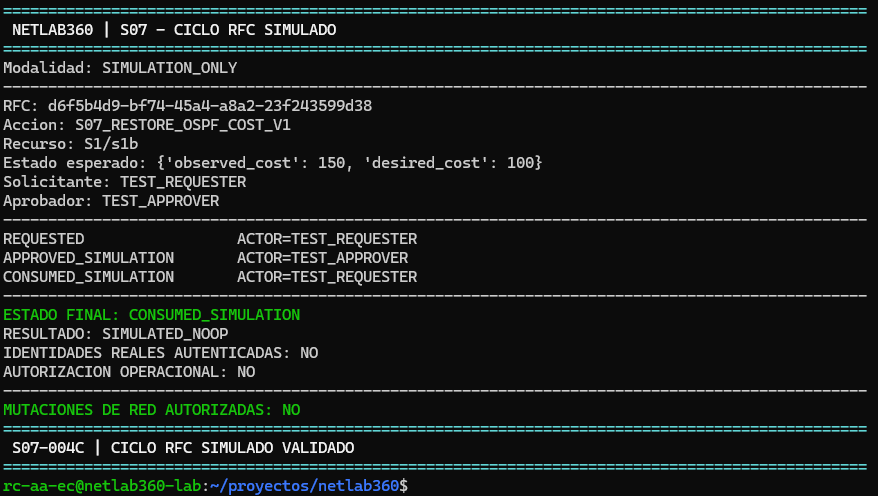 ================================================================================================
NETLAB360 | S07 - CICLO RFC SIMULADO
================================================================================================
Modalidad: SIMULATION_ONLY
------------------------------------------------------------------------------------------------
RFC: d6f5b4d9-bf74-45a4-a8a2-23f243599d38
Accion: S07_RESTORE_OSPF_COST_V1
Recurso: S1/s1b
Estado esperado: {'observed_cost': 150, 'desired_cost': 100}
Solicitante: TEST_REQUESTER
Aprobador: TEST_APPROVER
------------------------------------------------------------------------------------------------
REQUESTED                 ACTOR=TEST_REQUESTER
APPROVED_SIMULATION       ACTOR=TEST_APPROVER
CONSUMED_SIMULATION       ACTOR=TEST_REQUESTER
------------------------------------------------------------------------------------------------
ESTADO FINAL: CONSUMED_SIMULATION
RESULTADO: SIMULATED_NOOP
IDENTIDADES REALES AUTENTICADAS: NO
AUTORIZACION OPERACIONAL: NO
------------------------------------------------------------------------------------------------
MUTACIONES DE RED AUTORIZADAS: NO
================================================================================================
S07-004C | CICLO RFC SIMULADO VALIDADO
================================================================================================
rc-aa-ec@netlab360-lab:~/proyectos/netlab360$